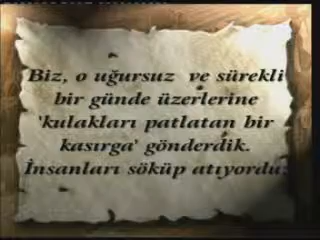 Biz, o uğursuz ve sürekli
bir günde üzerlerine
'kulakları patlatan bir
kasırga' gönderdik.
İnsanları söküp atıyordu.